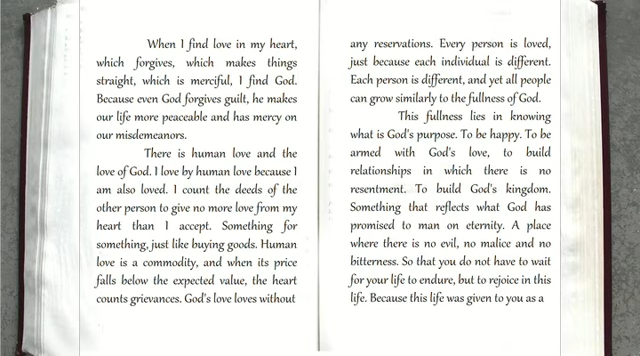 When I find love in my heart,
which forgives, which makes things
straight, which is merciful, I find God.
Because even God forgives guilt, he makes
our life more peaceable and has mercy on
our misdemeanors.
There is human love and the
love of God. I love by human love because I
am also loved. I count the deeds of the
other person to give no more love from my
heart than I accept. Something for
something, just like buying goods. Human
love is a commodity, and when its price
falls below the expected value, the heart
counts grievances. God's love loves without
any reservations. Every person is loved,
just because each individual is different.
Each person is different, and yet all people
can grow similarly to the fullness of God.
This fullness lies in knowing
what is God's purpose. To be happy. To be
armed with God's love, to build
relationships in which there is no
resentment. To build God's kingdom.
Something that reflects what God has
promised to man on eternity. A place
where there is no evil, no malice and no
bitterness. So that you do not have to wait
for your life to endure, but to rejoice in this
life. Because this life was given to you as a